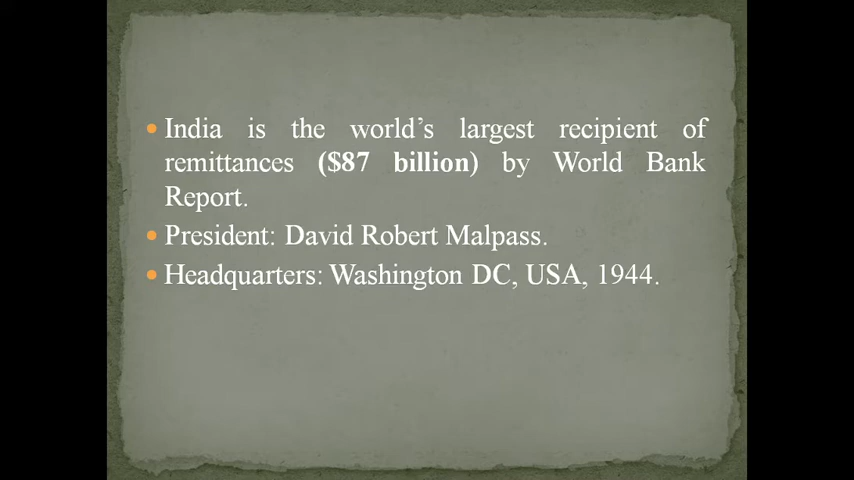 India is the world's largest recipient of
remittances ($87 billion) by World Bank
Report.
President: David Robert Malpass.
Headquarters: Washington DC, USA, 1944.